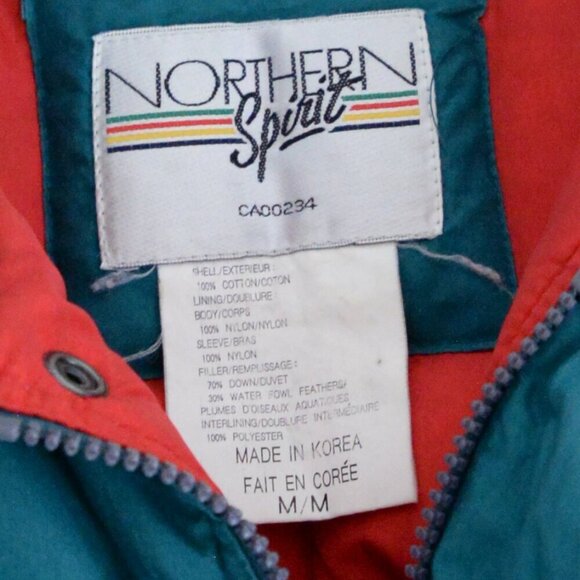 NORTHERN
Spirit
CA00234
SHELL/EXTERIEUR :
100% COTTON/COTON
LINING/DOUBLURE :
BODY/CORPS
100% NYLON/NYLON
SLEEVE/BRAS
100% NYLON
FILLER/REMPLISSAGE :
70% DOWN/DUVET
30% WATER FOWL FEATHERS/
PLUMES D'OISEAUX AQUATIQUES
INTERLINING/DOUBLURE INTERMÉDIAIRE
100% POLYESTER
MADE IN KOREA
FAIT EN CORÉE
M/M